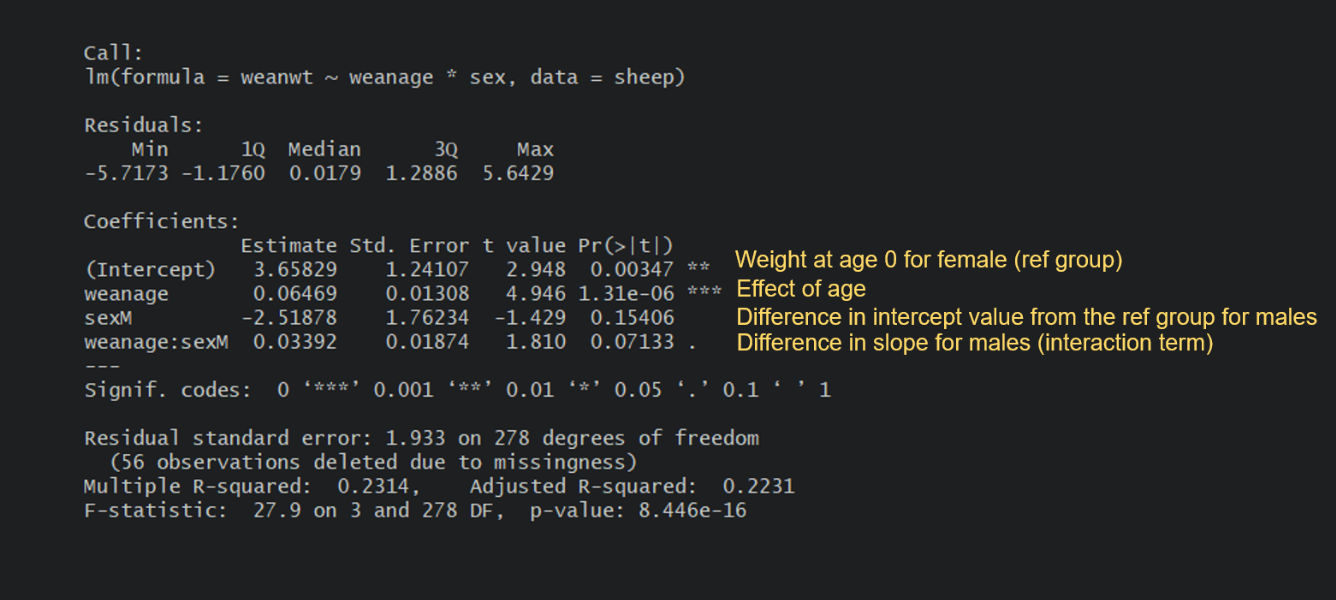 Call:
lm(formula = weanwt ~ weanage * sex, data = sheep)
Residuals:
Min 1Q Median 3Q Max
-5.7173 -1.1760 0.0179 1.2886 5.6429
Coefficients:
Estimate Std. Error t value Pr(>|t|)
(Intercept) 3.65829 1.24107 2.948 0.00347 ** Weight at age 0 for female (ref group)
weanage 0.06469 0.01308 4.946 1.31e-06 *** Effect of age
sexM -2.51878 1.76234 -1.429 0.15406 Difference in intercept value from the ref group for males
weanage:sexM 0.03392 0.01874 1.810 0.07133 . Difference in slope for males (interaction term)
---
Signif. codes: 0 ‘***’ 0.001 ‘**’ 0.01 ‘*’ 0.05 ‘.’ 0.1 ‘ ’ 1
Residual standard error: 1.933 on 278 degrees of freedom
(56 observations deleted due to missingness)
Multiple R-squared: 0.2314, Adjusted R-squared: 0.2231
F-statistic: 27.9 on 3 and 278 DF, p-value: 8.446e-16